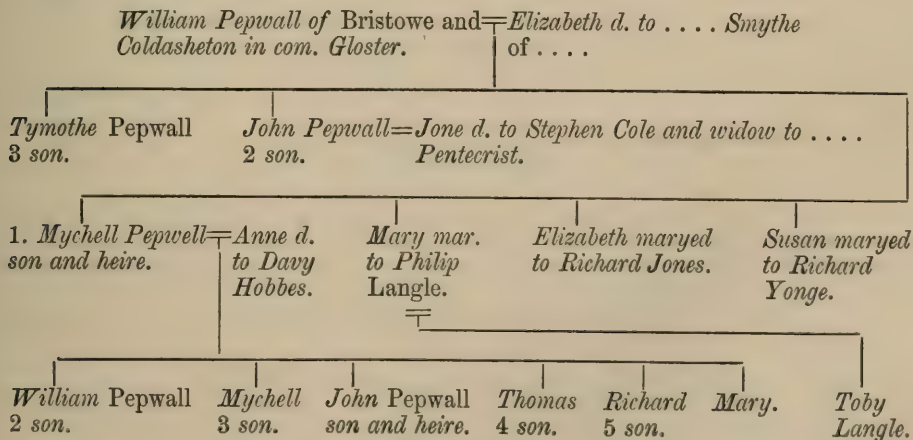 William Pepwall of Bristowe and = Elizabeth d. to .... Smythe
Coldasheton in com. Gloster. of ....
Tymothe Pepwall
3 son.
John Pepwall = Jone d. to Stephen Cole and widow to ....
2 son. Pentecrist.
1. Mychell Pepwell = Anne d.
son and heire. to Davy
Hobbes.
Mary mar.
to Philip
Langle.
Elizabeth maryed
to Richard Jones.
Susan maryed
to Richard
Yonge.
William Pepwall
2 son.
Mychell
3 son.
John Pepwall
son and heire.
Thomas
4 son.
Richard
5 son.
Mary.
Toby
Langle.